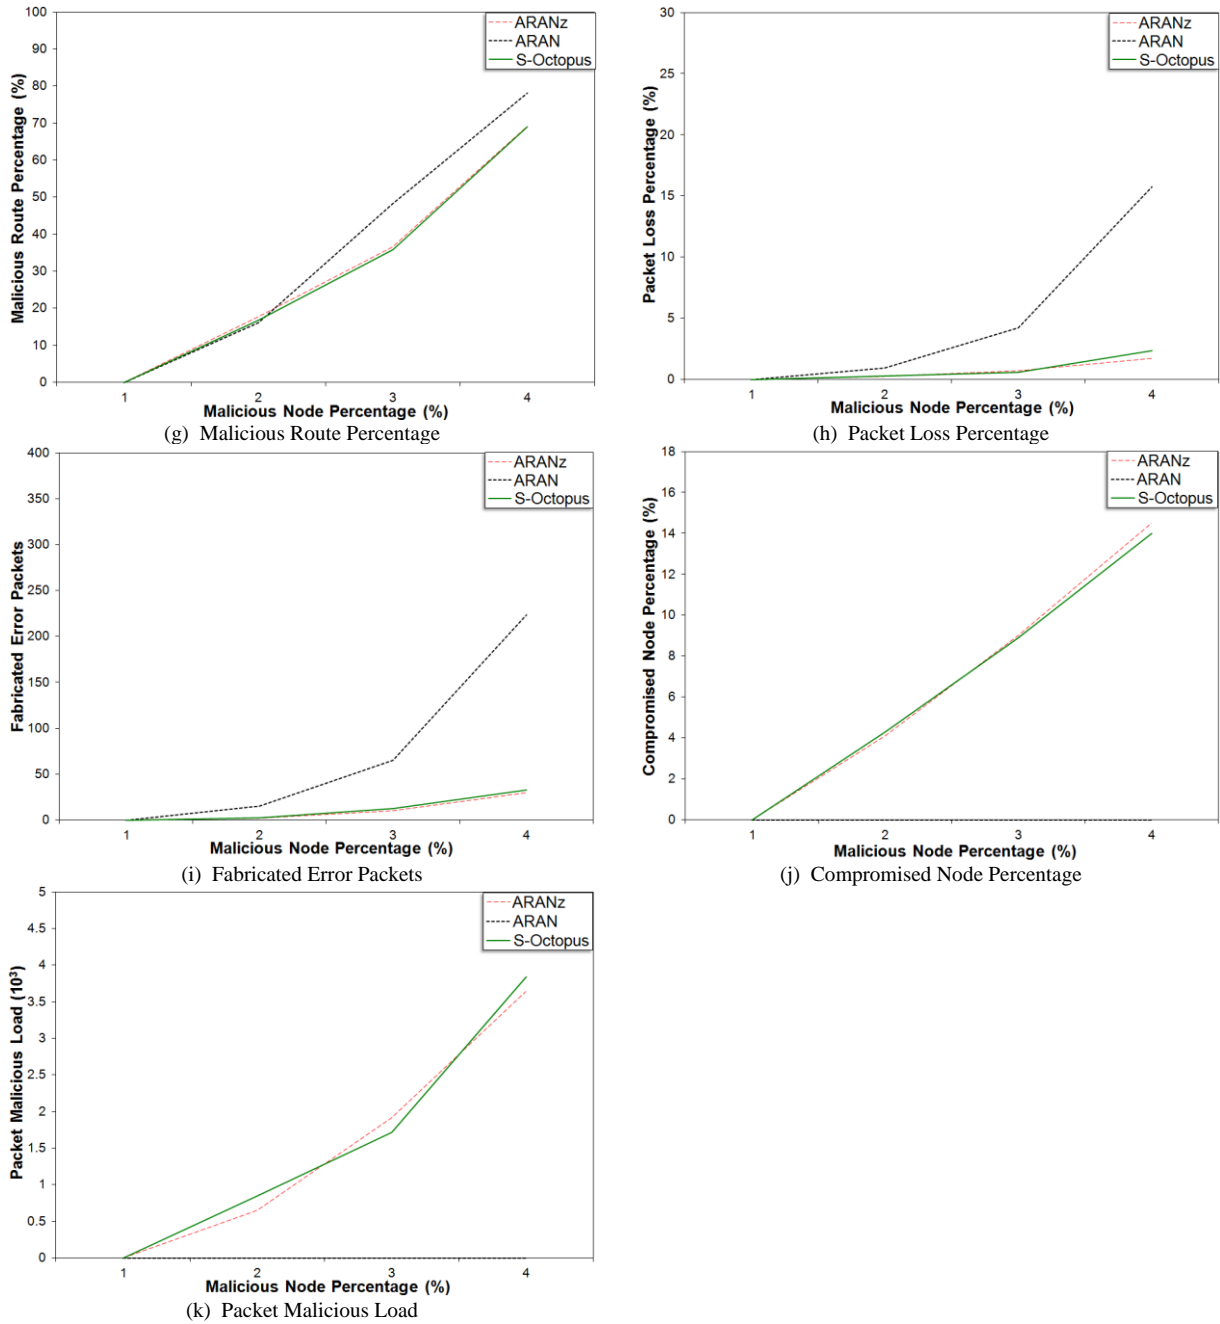 100
90
80
70
60
50
40
30
20
10
0
Malicious Route Percentage (%)
ARANz
ARAN
S-Octopus
1 2 3 4
Malicious Node Percentage (%)
(g) Malicious Route Percentage
30
25
20
15
10
5
0
Packet Loss Percentage (%)
ARANz
ARAN
S-Octopus
1 2 3 4
Malicious Node Percentage (%)
(h) Packet Loss Percentage
400
350
300
250
200
150
100
50
0
Fabricated Error Packets
ARANz
ARAN
S-Octopus
1 2 3 4
Malicious Node Percentage (%)
(i) Fabricated Error Packets
18
16
14
12
10
8
6
4
2
0
Compromised Node Percentage (%)
ARANz
ARAN
S-Octopus
1 2 3 4
Malicious Node Percentage (%)
(j) Compromised Node Percentage
5
4.5
4
3.5
3
2.5
2
1.5
1
0.5
0
Packet Malicious Load (10³)
ARANz
ARAN
S-Octopus
1 2 3 4
Malicious Node Percentage (%)
(k) Packet Malicious Load